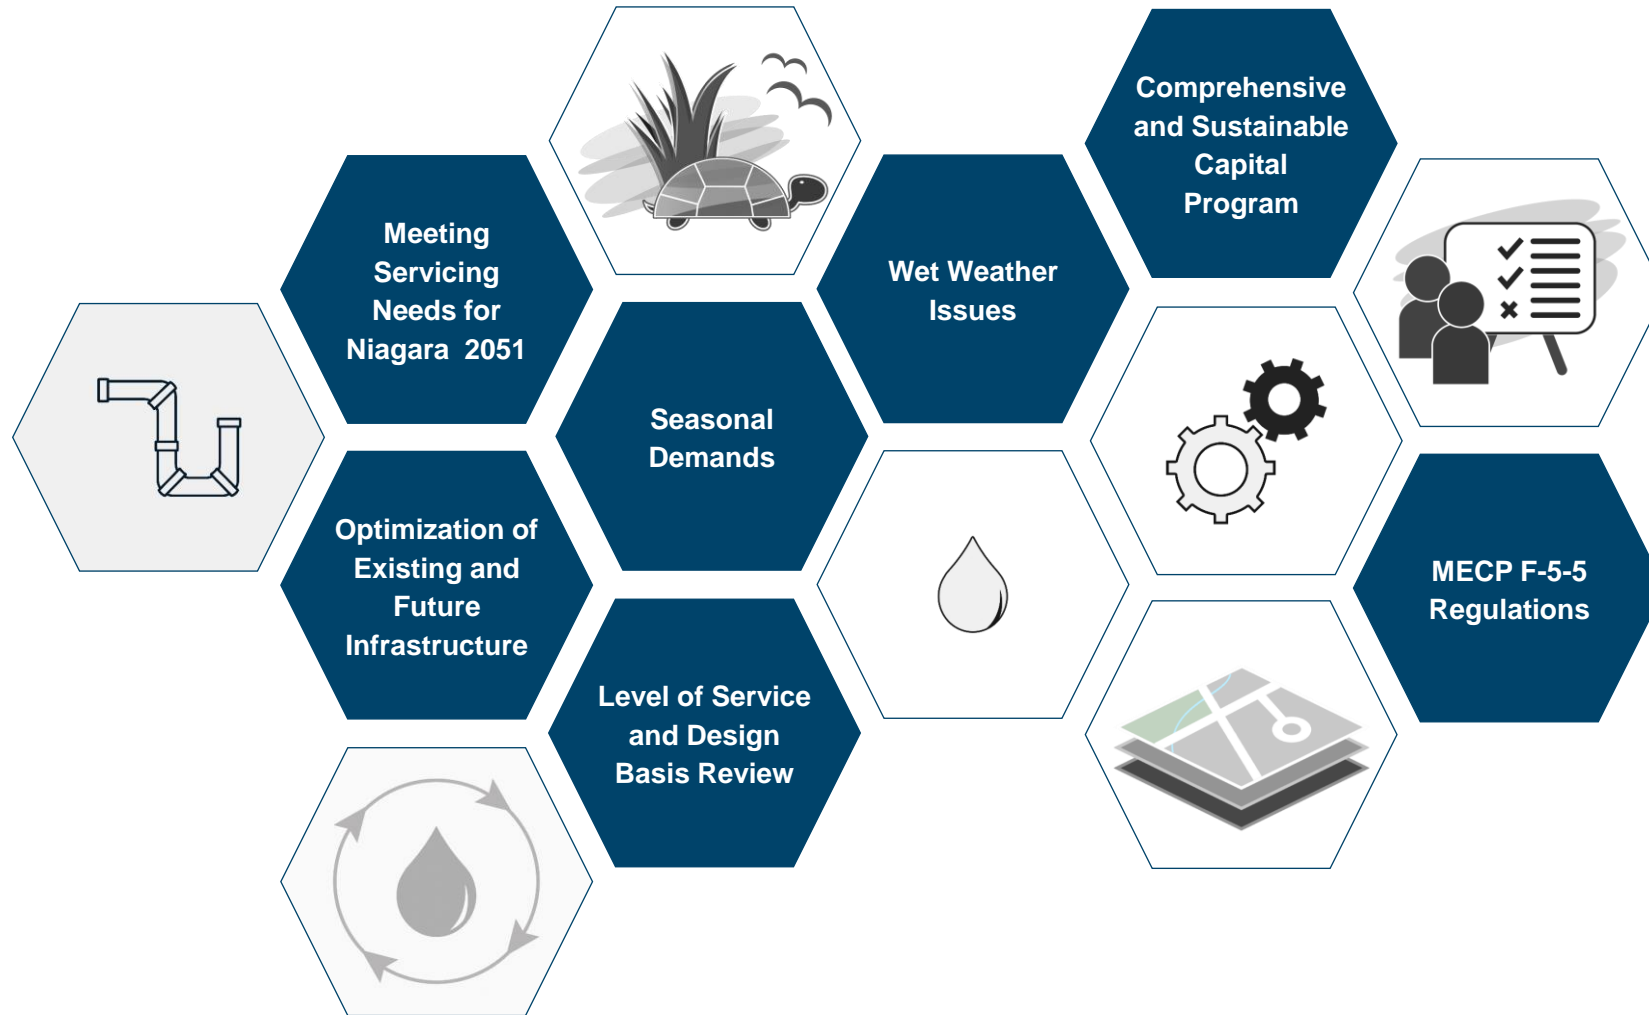 Meeting
Servicing
Needs for
Niagara  2051
Optimization of
Existing and
Future
Infrastructure
Seasonal
Demands
Level of Service
and Design
Basis Review
Wet Weather
Issues
Comprehensive
and Sustainable
Capital
Program
MECP F-5-5
Regulations